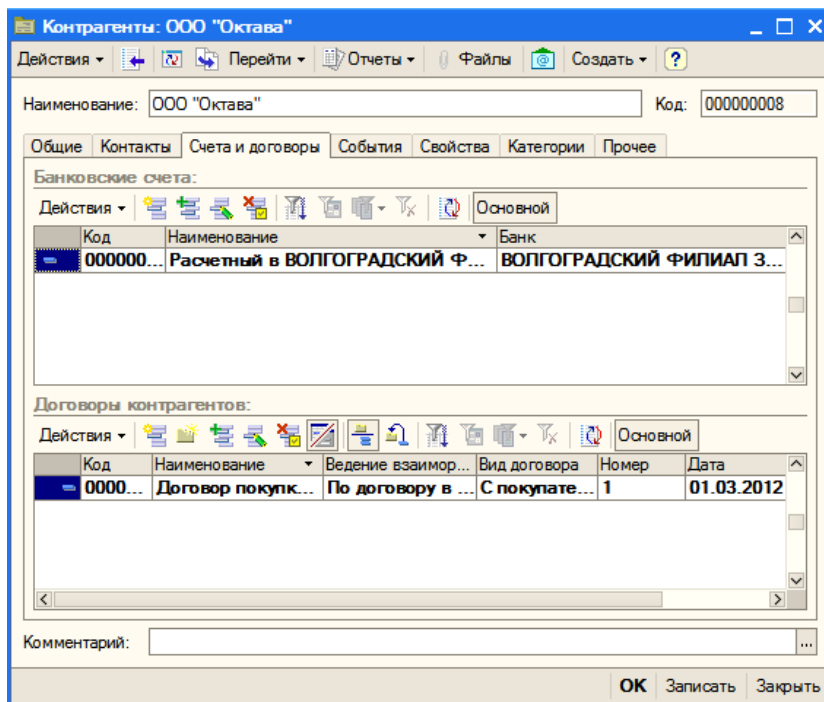 Контрагенты: ООО "Октава"
Действия Перейти Отчеты Файлы Создать ?
Наименование: ООО "Октава" Код: 000000008
Общие Контакты Счета и договоры События Свойства Категории Прочее
Банковские счета:
Действия Основной
Код Наименование Банк
000000... Расчетный в ВОЛГОГРАДСКИЙ Ф... ВОЛГОГРАДСКИЙ ФИЛИАЛ З...
Договоры контрагентов:
Действия Основной
Код Наименование Ведение взаимор... Вид договора Номер Дата
0000... Договор покупк... По договору в ... С покупате... 1 01.03.2012
Комментарий: ...
ОК Записать Закрыть